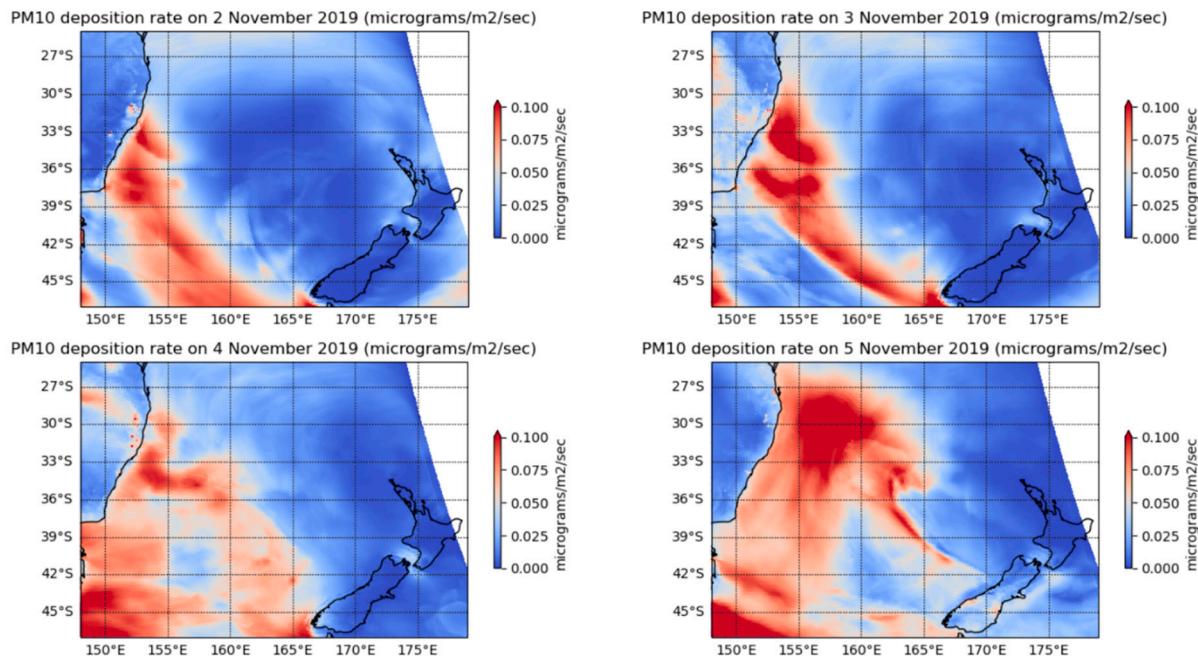 PM10 deposition rate on 2 November 2019 (micrograms/m2/sec)
27°S
30°S
33°S
36°S
39°S
42°S
45°S
150°E 155°E 160°E 165°E 170°E 175°E
0.100
0.075
0.050
0.025
0.000
micrograms/m2/sec
PM10 deposition rate on 3 November 2019 (micrograms/m2/sec)
27°S
30°S
33°S
36°S
39°S
42°S
45°S
150°E 155°E 160°E 165°E 170°E 175°E
0.100
0.075
0.050
0.025
0.000
micrograms/m2/sec
PM10 deposition rate on 4 November 2019 (micrograms/m2/sec)
27°S
30°S
33°S
36°S
39°S
42°S
45°S
150°E 155°E 160°E 165°E 170°E 175°E
0.100
0.075
0.050
0.025
0.000
micrograms/m2/sec
PM10 deposition rate on 5 November 2019 (micrograms/m2/sec)
27°S
30°S
33°S
36°S
39°S
42°S
45°S
150°E 155°E 160°E 165°E 170°E 175°E
0.100
0.075
0.050
0.025
0.000
micrograms/m2/sec